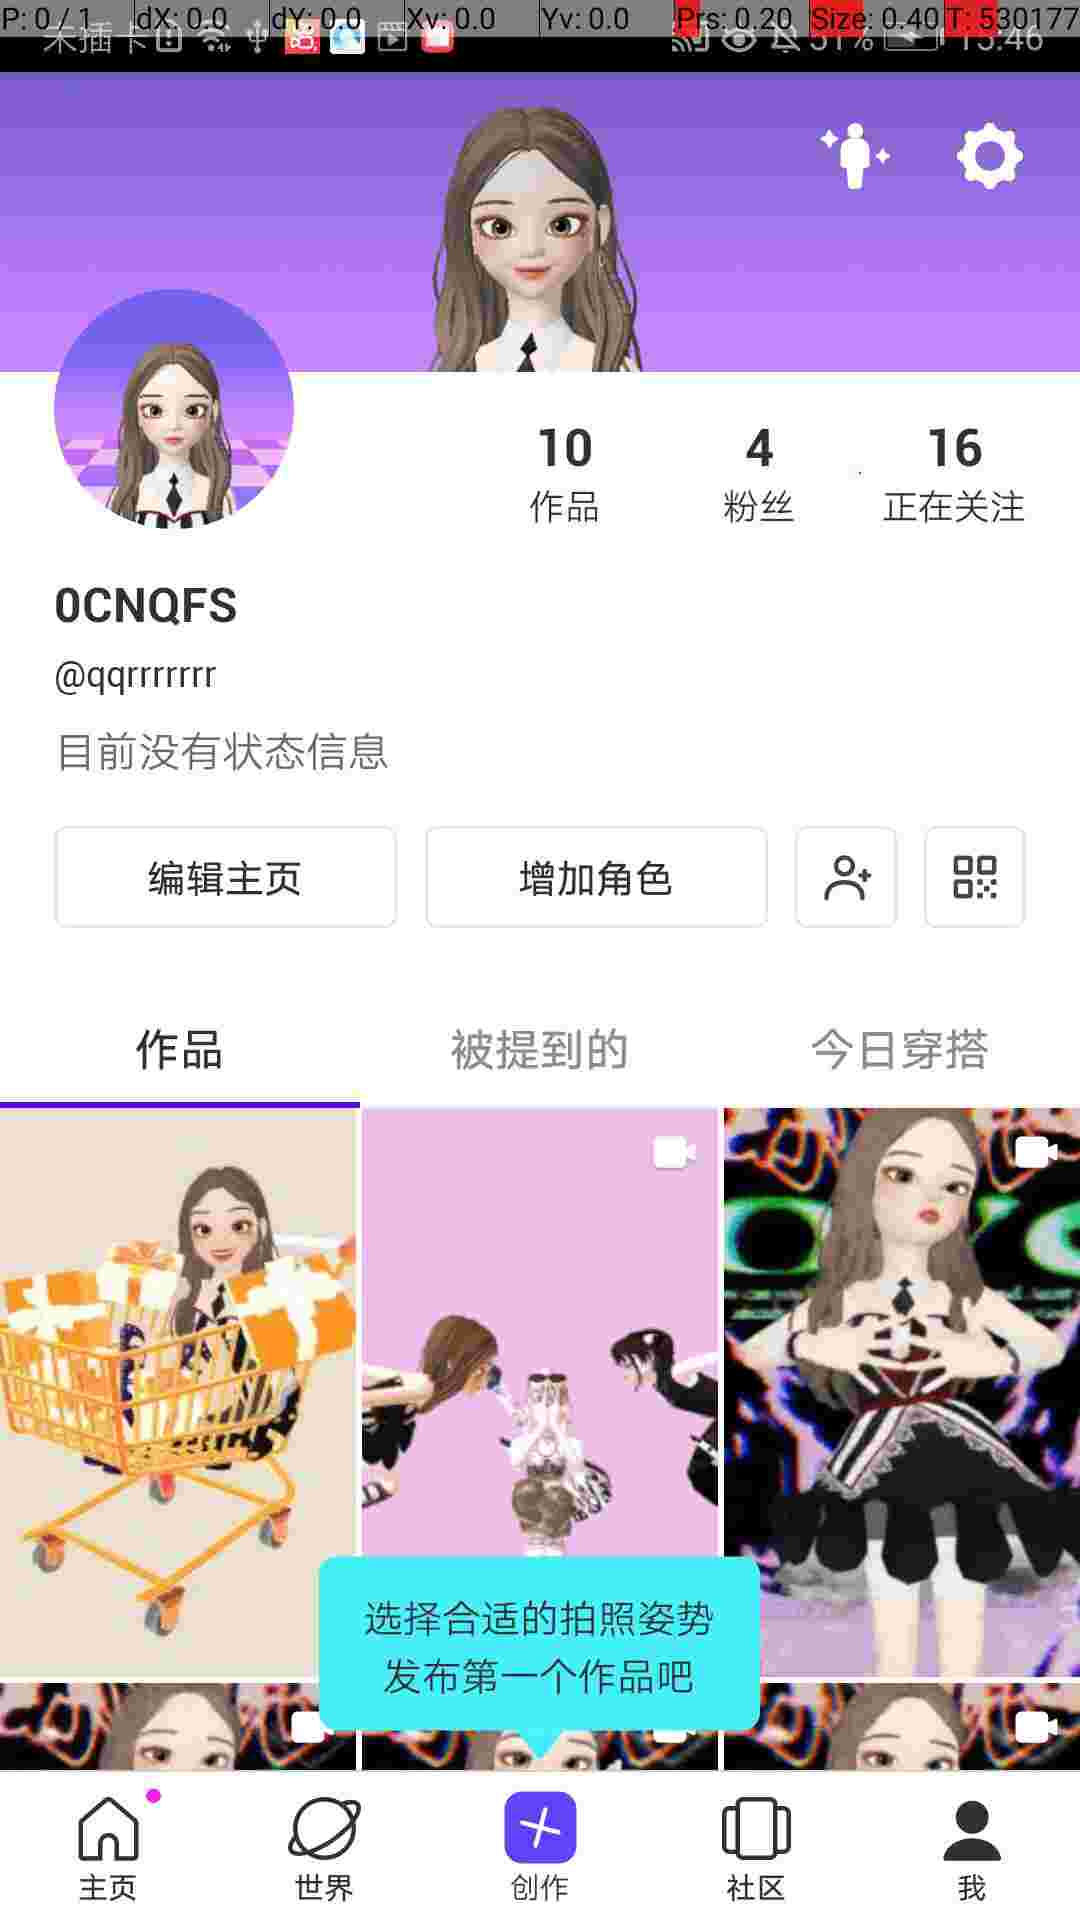 P: 0 / 1 dX: 0.0 dY: 0.0 Xv: 0.0 Yv: 0.0 Prs: 0.20 Size: 0.40 T: 530177
未插卡 51% 15:46
10 4 16
作品 粉丝 正在关注
0CNQFS
@qqrrrrrrr
目前没有状态信息
编辑主页 增加角色
作品 被提到的 今日穿搭
选择合适的拍照姿势
发布第一个作品吧
主页 世界 创作 社区 我